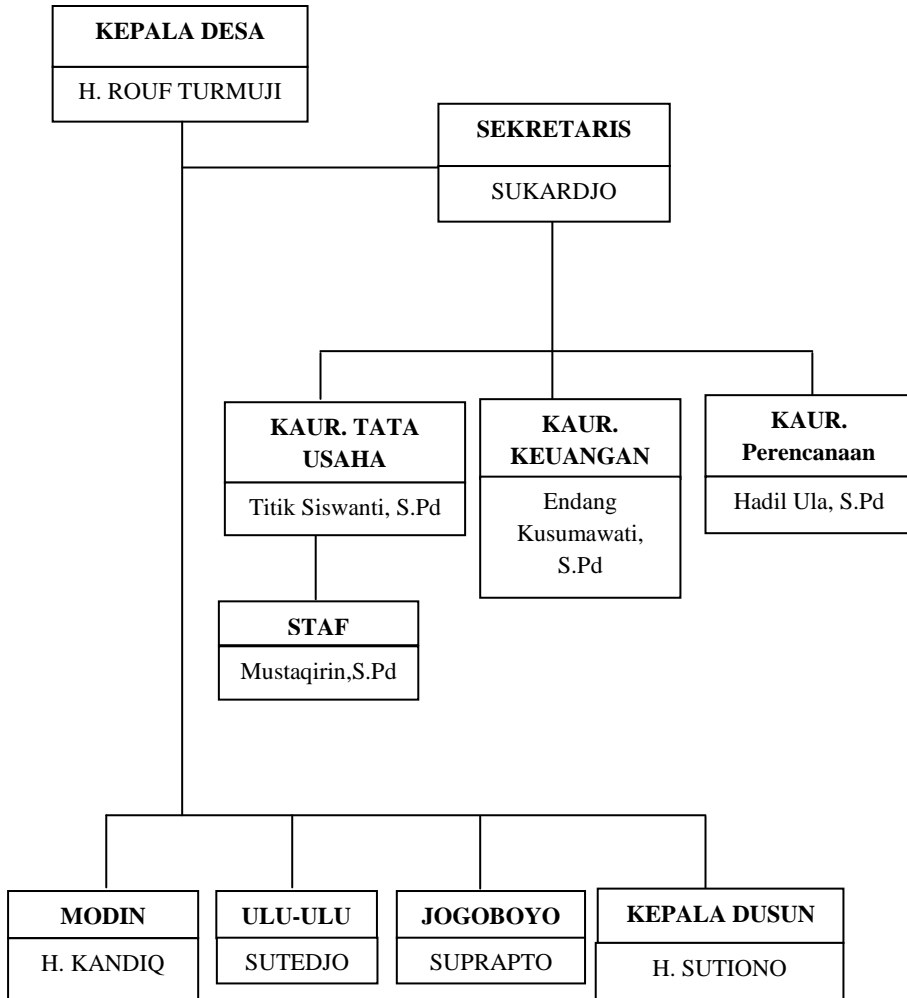 KEPALA DESA
H. ROUF TURMUJI
SEKRETARIS
SUKARDJO
KAUR. TATA
USAHA
Titik Siswanti, S.Pd
KAUR.
KEUANGAN
Endang
Kusumawati,
S.Pd
KAUR.
Perencanaan
Hadil Ula, S.Pd
STAF
Mustaqirin,S.Pd
MODIN
H. KANDIQ
ULU-ULU
SUTEDJO
JOGOBOYO
SUPRAPTO
KEPALA DUSUN
H. SUTIONO